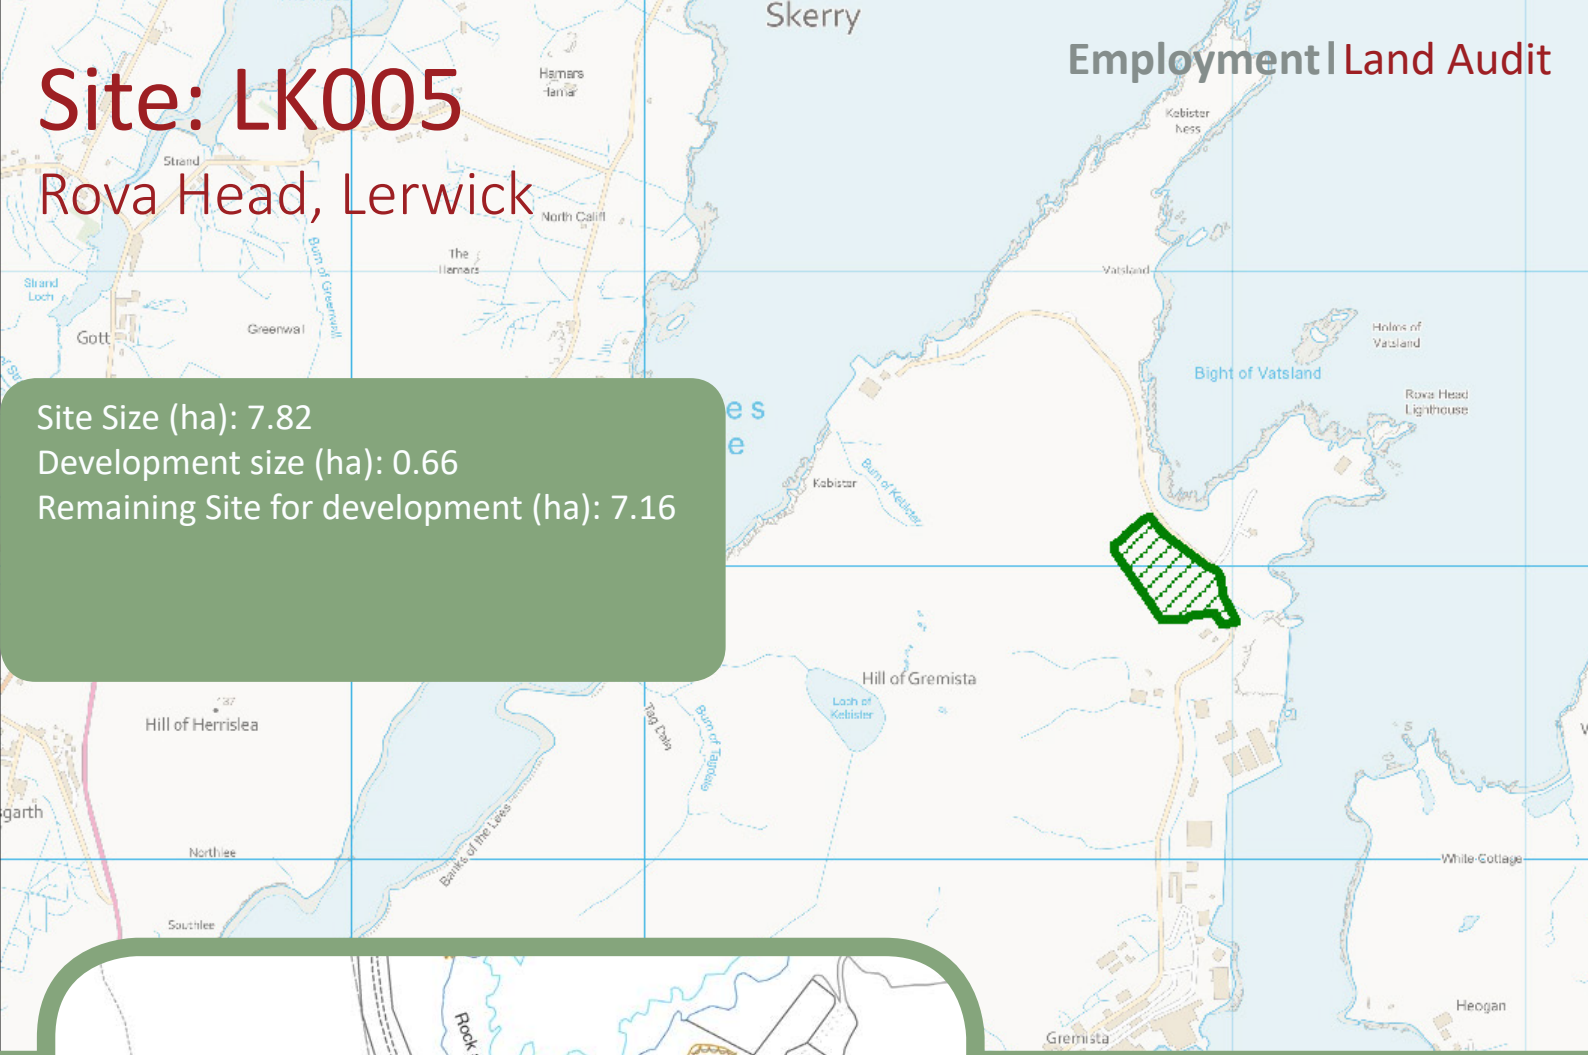 Skerry
Employment| Land Audit
Site: LK005
Rova Head, Lerwick
Hamars
Hamar
Kebister
Ness
Strand
North Califf
Burn of Greenwall
The
Hamars
Vatsland
Strand
Loch
Gott
Greenwal
Holms of
Vatsland
Bight of Vatsland
Rova Head
Lighthouse
Site Size (ha): 7.82
Development size (ha): 0.66
Remaining Site for development (ha): 7.16
e s
e
Kebister
Burn of Kebister
Hill of Gremista
Loch of
Kebister
Hill of Herrislea
Tag Dale
Burn of Tagdale
garth
Northlee
Banks of the Lees
White Cottage
Southlee
Rock
Heogan
Gremista